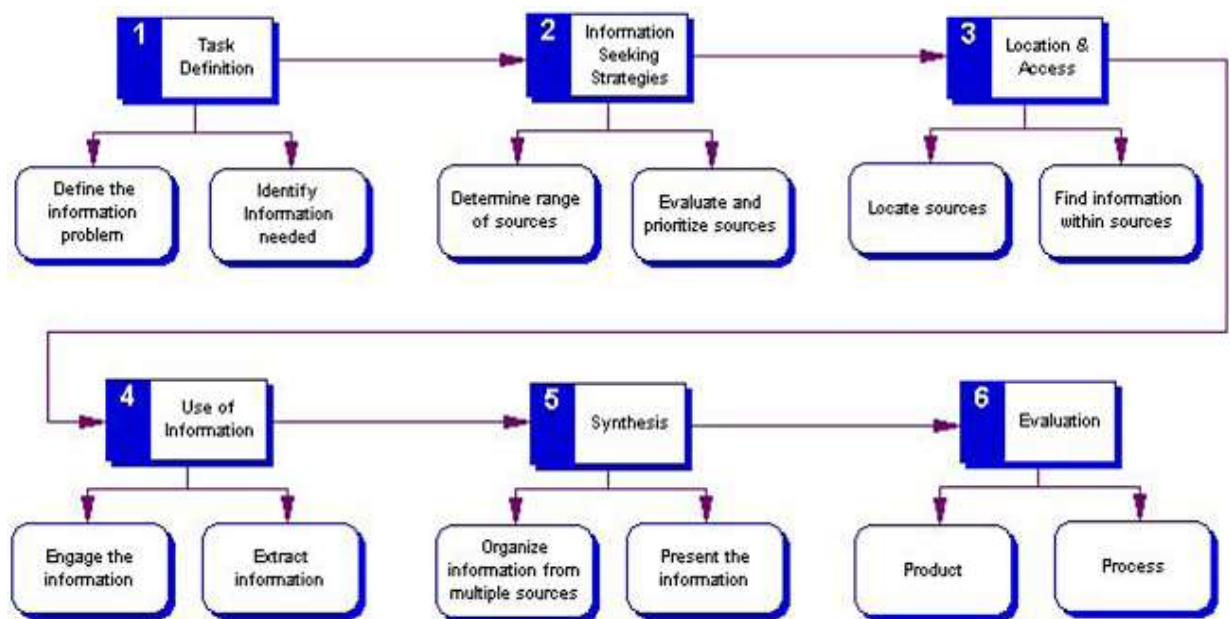 1
Task
Definition
2
Information
Seeking
Strategies
3
Location &
Access
Define the
information
problem
Identify
Information
needed
Determine range
of sources
Evaluate and
prioritize sources
Locate sources
Find information
within sources
4
Use of
Information
5
Synthesis
6
Evaluation
Engage the
information
Extract
information
Organize
information from
multiple sources
Present the
information
Product
Process